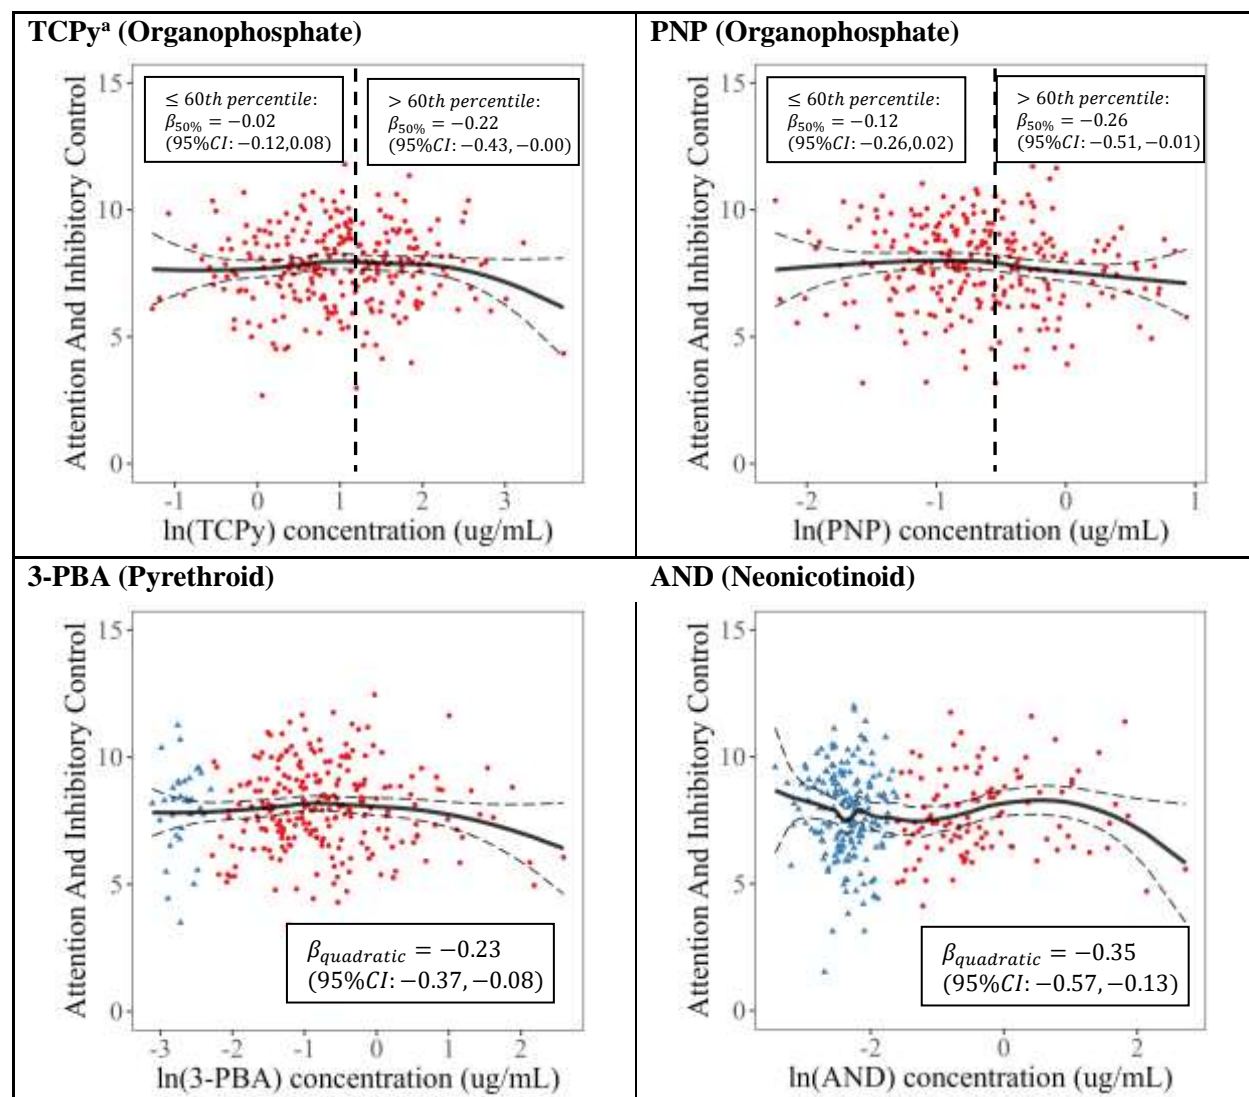 TCPyᵃ (Organophosphate)
15
10
5
0
Attention And Inhibitory Control
≤ 60th percentile:
β50% = −0.02
(95%CI: −0.12,0.08)
> 60th percentile:
β50% = −0.22
(95%CI: −0.43, −0.00)
-1 0 1 2 3
ln(TCPy) concentration (ug/mL)
PNP (Organophosphate)
15
10
5
0
Attention And Inhibitory Control
≤ 60th percentile:
β50% = −0.12
(95%CI: −0.26,0.02)
> 60th percentile:
β50% = −0.26
(95%CI: −0.51, −0.01)
-2 -1 0 1
ln(PNP) concentration (ug/mL)
3-PBA (Pyrethroid)
15
10
5
0
Attention And Inhibitory Control
βquadratic = −0.23
(95%CI: −0.37, −0.08)
-3 -2 -1 0 1 2
ln(3-PBA) concentration (ug/mL)
AND (Neonicotinoid)
15
10
5
0
Attention And Inhibitory Control
βquadratic = −0.35
(95%CI: −0.57, −0.13)
-2 0 2
ln(AND) concentration (ug/mL)